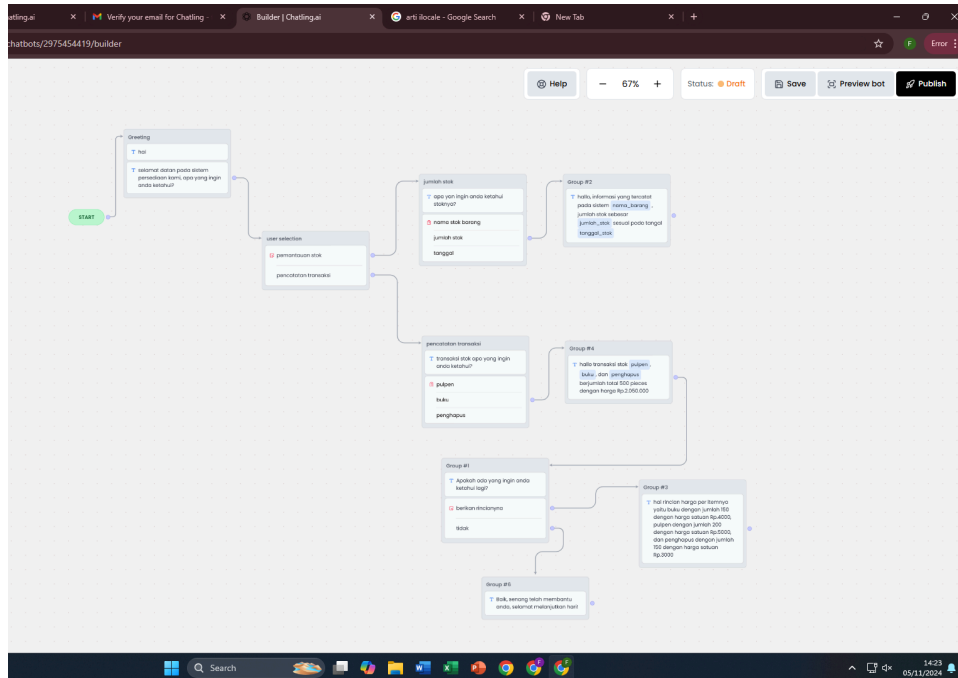 atling.ai
Verify your email for Chatling -
Builder | Chatling.ai
arti ilocale - Google Search
New Tab
chatbots/2975454419/builder
F
Error
Help
67%
Status: Draft
Save
Preview bot
Publish
START
Greeting
hai
selamat datan pada sistem
persediaan kami, apa yang ingin
anda ketahui?
user selection
pemantauan stok
pencatatan transaksi
jumlah stok
apa yan ingin anda ketahui
stoknya?
nama stok barang
jumlah stok
tanggal
Group #2
hallo, informasi yang tercatat
pada sistem nama_barang ,
jumlah stok sebasar
jumlah_stok sesuai pada tangal
tanggal_stok
pencatatan transaksi
transaksi stok apa yang ingin
anda ketahui?
pulpen
buku
penghapus
Group #4
hallo transaksi stok pulpen ,
buku , dan penghapus
berjumlah total 500 pieces
dengan harga Rp.2.050.000
Group #1
Apakah ada yang ingin anda
ketahui lagi?
berikan rincianyna
tidak
Group #3
hai rincian harga per itemnya
yaitu buku dengan jumlah 150
dengan harga satuan Rp.4000,
pulpen dengan jumlah 200
dengan harga satuan Rp.5000,
dan penghapus dengan jumlah
150 dengan harga satuan
Rp.3000
Group #5
Baik, senang telah membantu
anda, selamat melanjutkan hari!
Search
14:23
05/11/2024